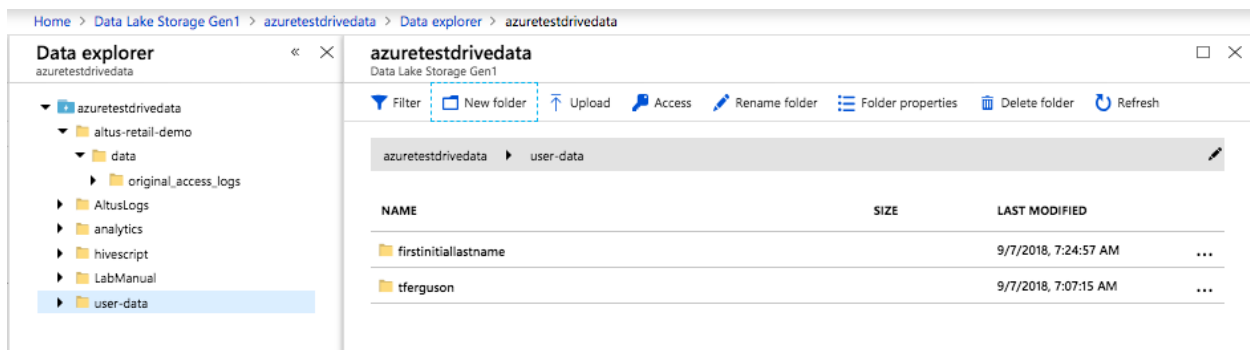 Home > Data Lake Storage Gen1 > azuretestdrivedata > Data explorer > azuretestdrivedata
Data explorer
azuretestdrivedata
azuretestdrivedata
altus-retail-demo
data
original_access_logs
AltusLogs
analytics
hivescript
LabManual
user-data
azuretestdrivedata
Data Lake Storage Gen1
Filter New folder Upload Access Rename folder Folder properties Delete folder Refresh
azuretestdrivedata user-data
NAME SIZE LAST MODIFIED
firstinitiallastname 9/7/2018, 7:24:57 AM ...
tferguson 9/7/2018, 7:07:15 AM ...